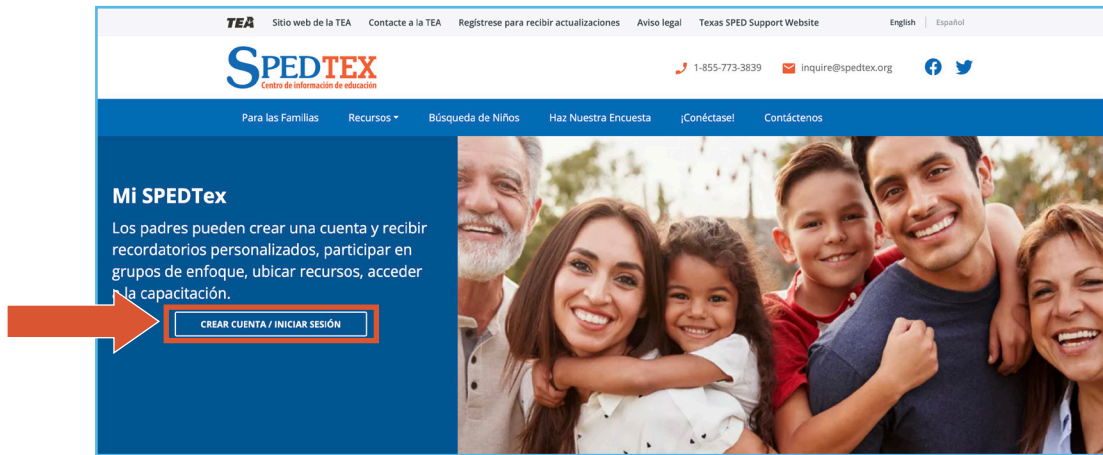 TEA Sitio web de la TEA Contacte a la TEA Regístrese para recibir actualizaciones Aviso legal Texas SPED Support Website English Español
SPEDTEX
Centro de información de educación
1-855-773-3839 inquire@spedtex.org
Para las Familias Recursos Búsqueda de Niños Haz Nuestra Encuesta ¡Conéctase! Contáctenos
Mi SPEDTex
Los padres pueden crear una cuenta y recibir
recordatorios personalizados, participar en
grupos de enfoque, ubicar recursos, acceder
a la capacitación.
CREAR CUENTA / INICIAR SESIÓN